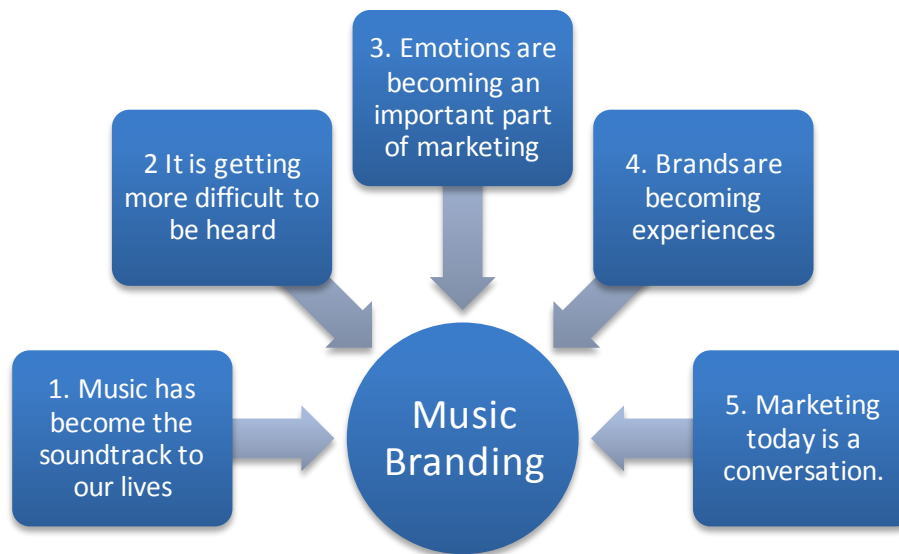 3. Emotions are
becoming an
important part
of marketing
2 It is getting
more difficult to
be heard
4. Brands are
becoming
experiences
1. Music has
become the
soundtrack to
our lives
Music
Branding
5. Marketing
today is a
conversation.